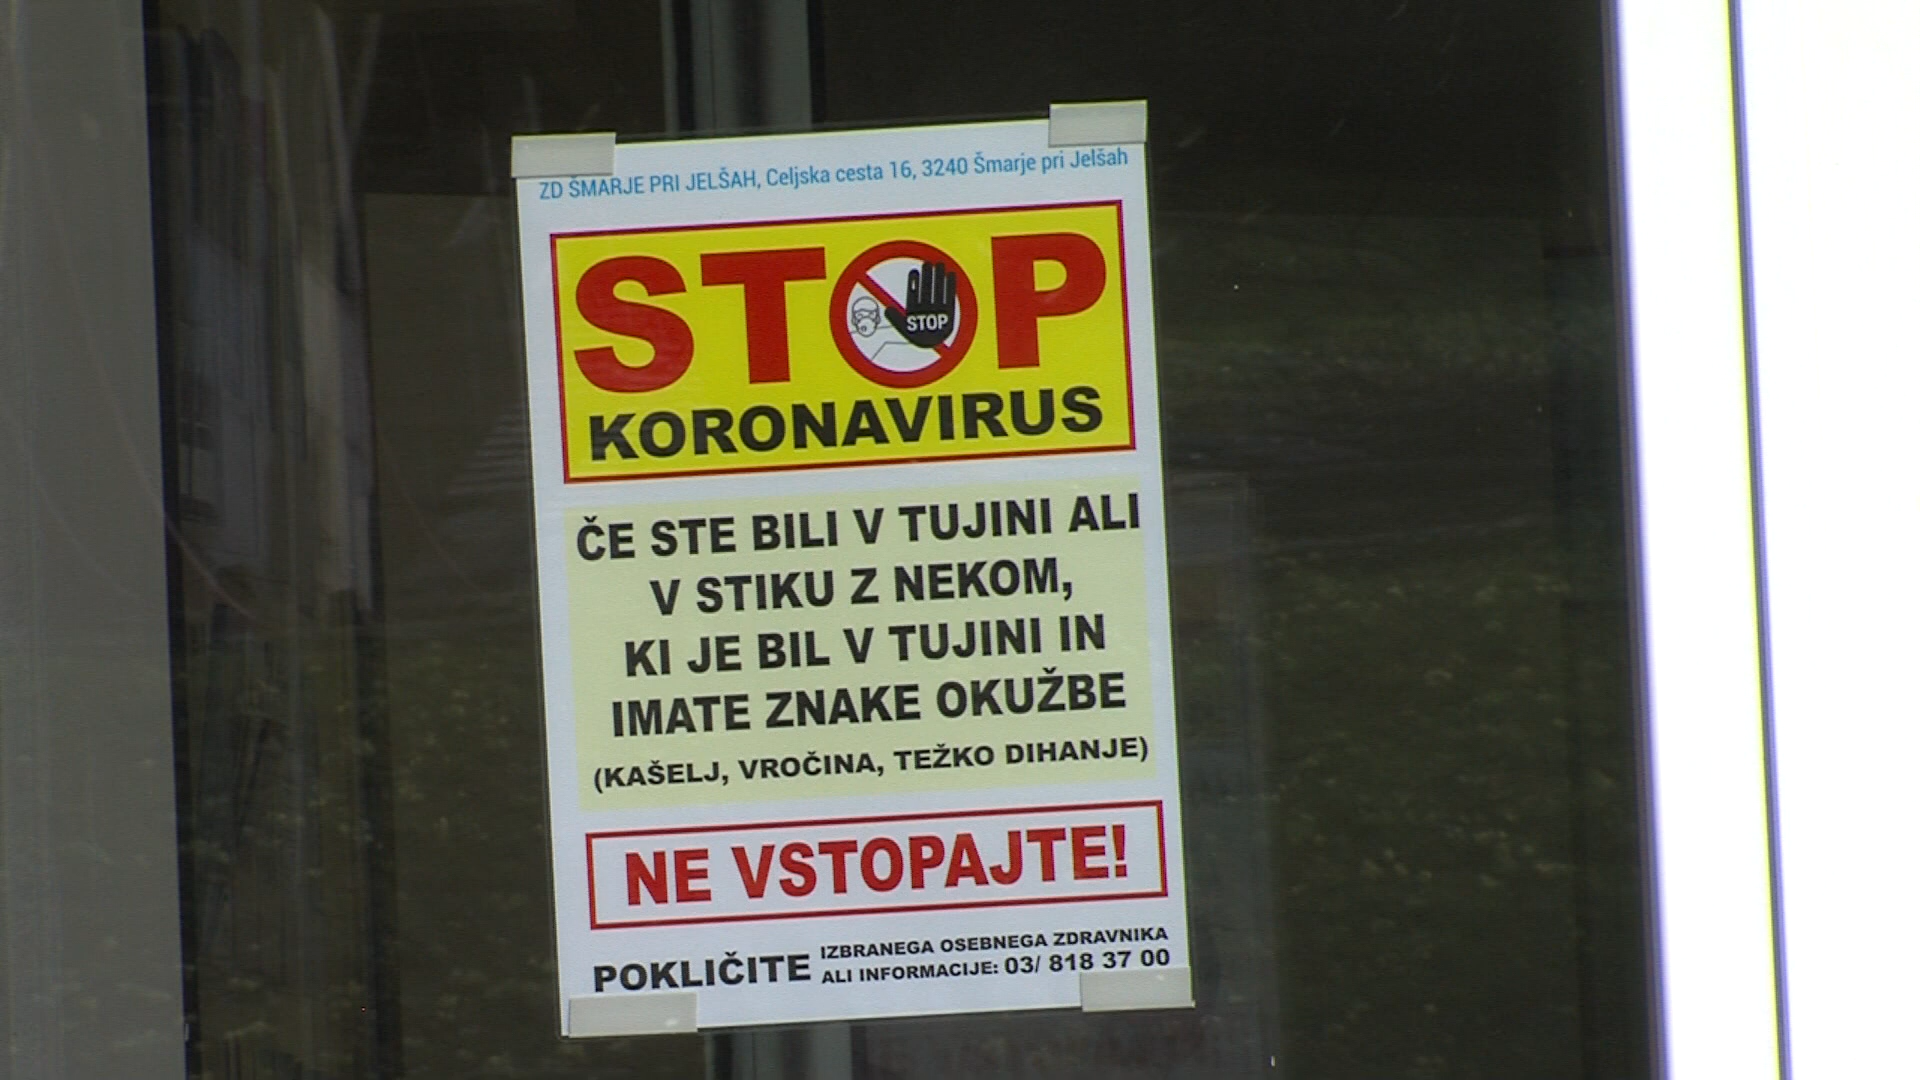 ZD ŠMARJE PRI JELŠAH, Celjska cesta 16, 3240 Šmarje pri Jelšah
STOP
STOP
KORONAVIRUS
ČE STE BILI V TUJINI ALI
V STIKU Z NEKOM,
KI JE BIL V TUJINI IN
IMATE ZNAKE OKUŽBE
(KAŠELJ, VROČINA, TEŽKO DIHANJE)
NE VSTOPAJTE!
POKLIČITE IZBRANEGA OSEBNEGA ZDRAVNIKA
ALI INFORMACIJE: 03/ 818 37 00